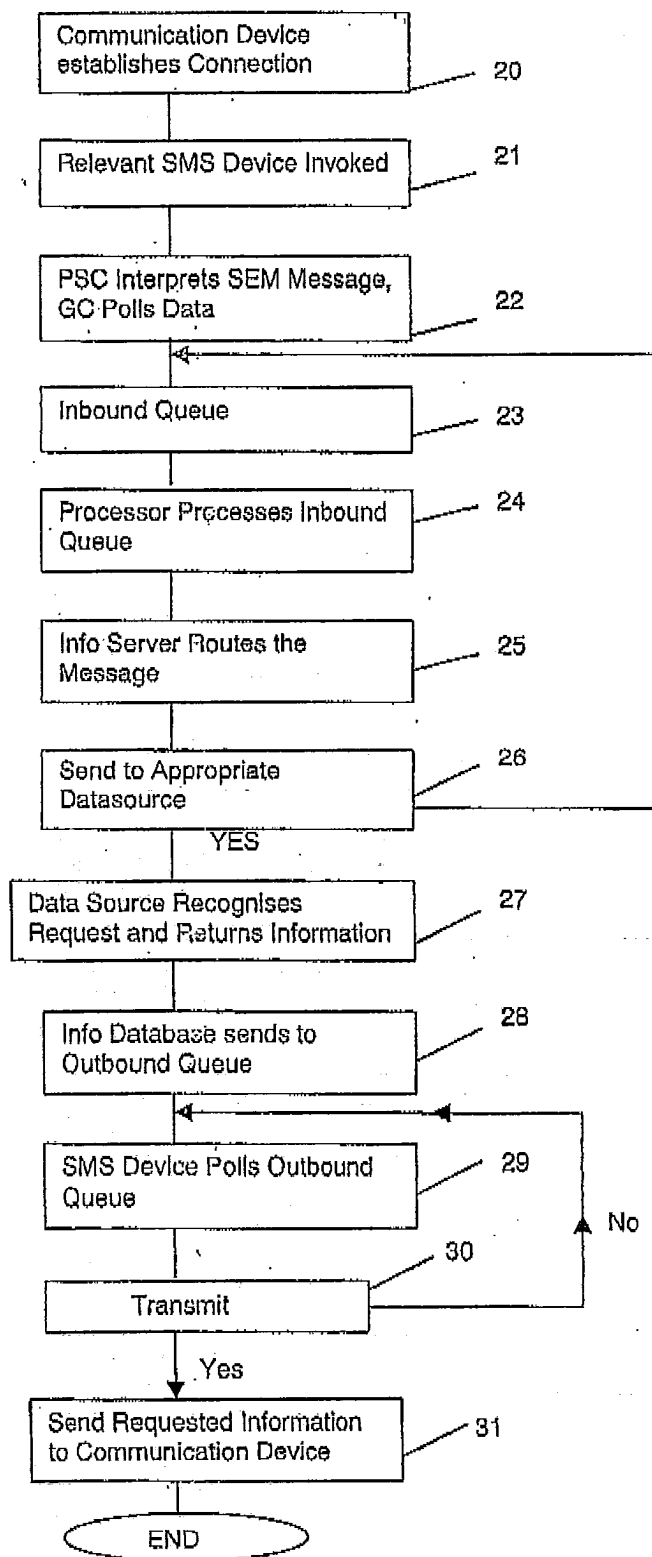 Communication Device
establishes Connection
20
Relevant SMS Device Invoked
21
PSC Interprets SEM Message,
GC Polls Data
22
Inbound Queue
23
Processor Processes Inbound
Queue
24
Info Server Routes the
Message
25
Send to Appropriate
Datasource
26
YES
Data Source Recognises
Request and Returns Information
27
Info Database sends to
Outbound Queue
28
SMS Device Polls Outbound
Queue
29
No
30
Transmit
Yes
Send Requested Information
to Communication Device
31
END